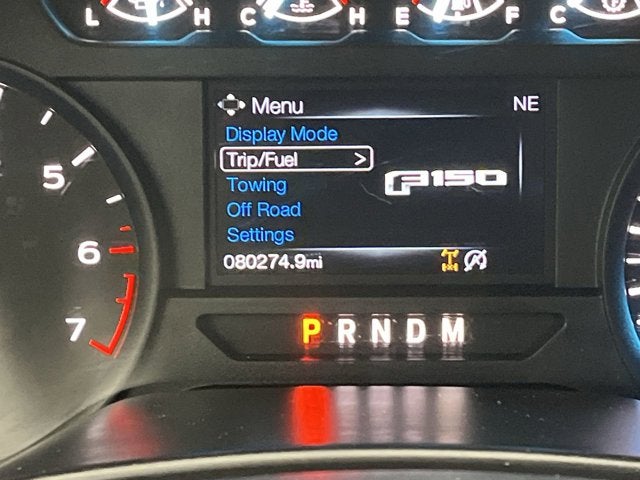 L H C H E F C
Menu NE
Display Mode
5 Trip/Fuel >
F150
Towing
Off Road
6 Settings
080274.9mi
7 P R N D M